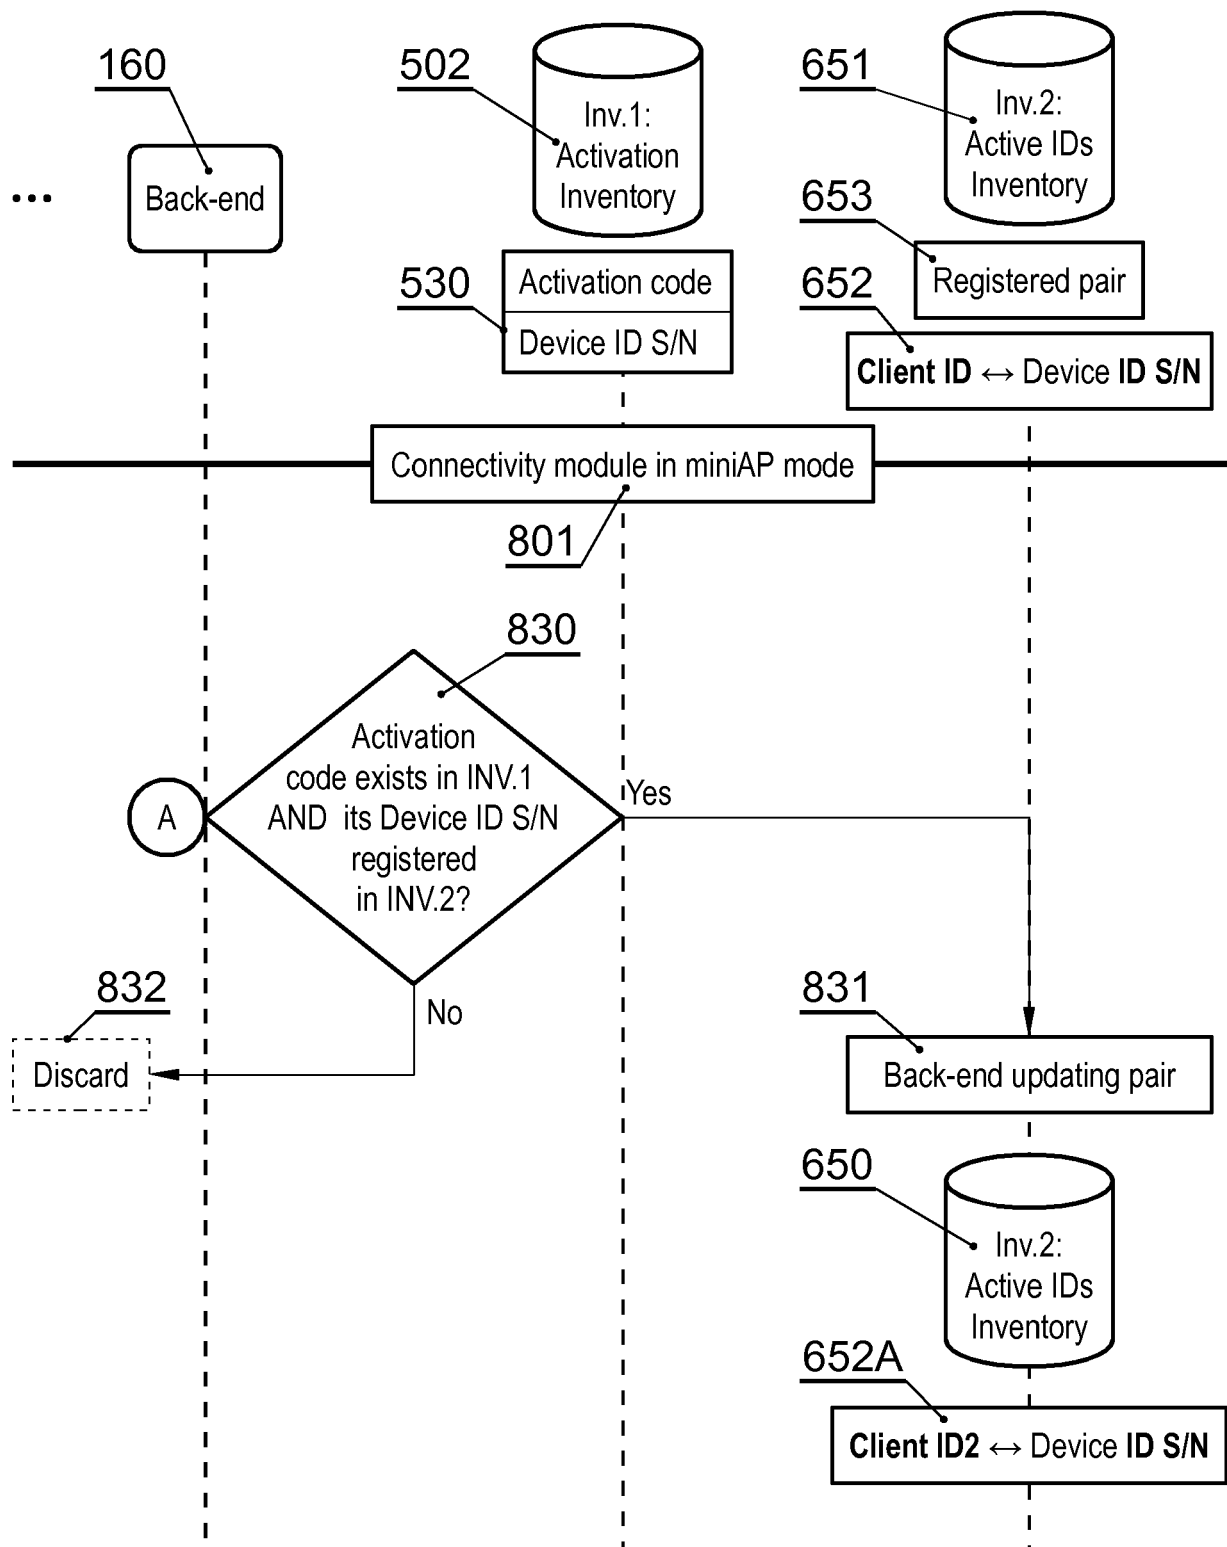 160
502
651
Inv.1:
Activation
Inventory
Inv.2:
Active IDs
Inventory
...
Back-end
653
530
Activation code
Device ID S/N
Registered pair
652
Client ID ↔ Device ID S/N
Connectivity module in miniAP mode
801
830
Activation
code exists in INV.1
AND its Device ID S/N
registered
in INV.2?
A
Yes
No
832
Discard
831
Back-end updating pair
650
Inv.2:
Active IDs
Inventory
652A
Client ID2 ↔ Device ID S/N